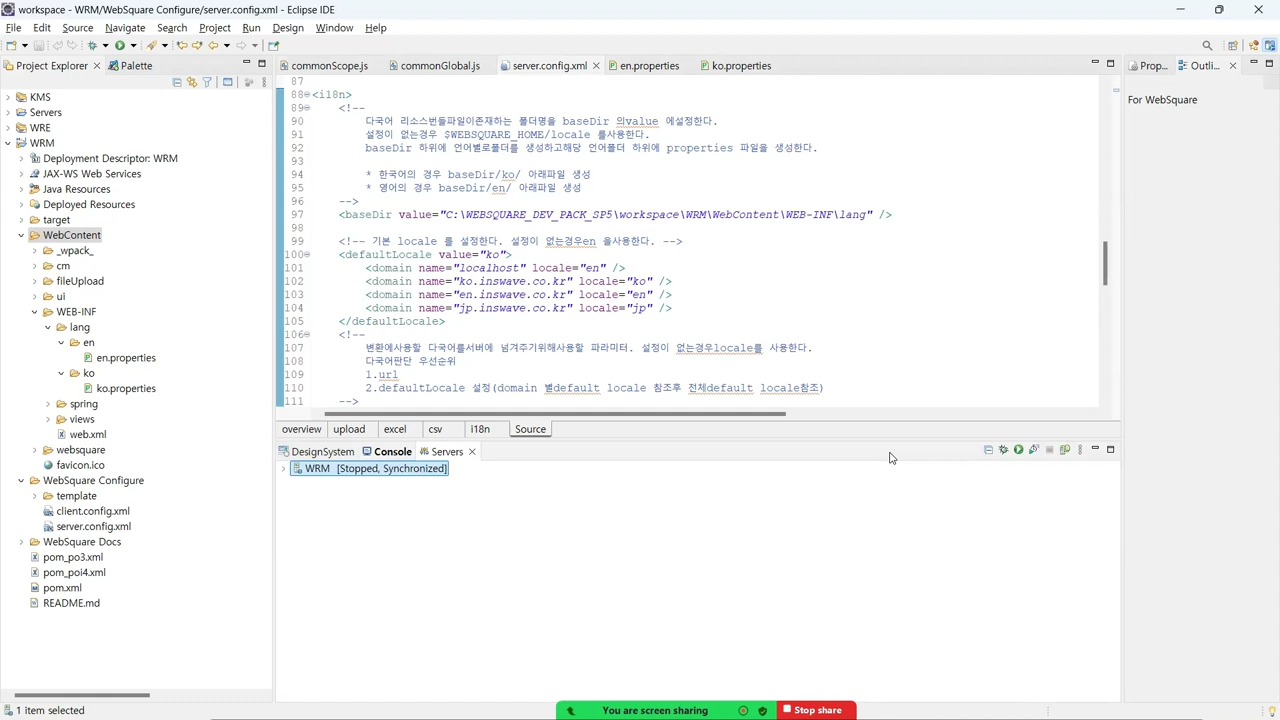 workspace - WRM/WebSquare Configure/server.config.xml - Eclipse IDE
File Edit Source Navigate Search Project Run Design Window Help
Project Explorer Palette
KMS
Servers
WRE
WRM
Deployment Descriptor: WRM
JAX-WS Web Services
Java Resources
Deployed Resources
target
WebContent
_wpack_
cm
fileUpload
ui
WEB-INF
lang
en
en.properties
ko
ko.properties
spring
views
web.xml
websquare
favicon.ico
WebSquare Configure
template
client.config.xml
server.config.xml
WebSquare Docs
pom_po3.xml
pom_poi4.xml
pom.xml
README.md
commonScope.js commonGlobal.js server.config.xml en.properties ko.properties
87
88 <i18n>
89 <!--
90 다국어 리소스번들파일이존재하는 폴더명을 baseDir 의value 에설정한다.
91 설정이 없는경우 $WEBSQUARE_HOME/locale 를사용한다.
92 baseDir 하위에 언어별로폴더를 생성하고해당 언어폴더 하위에 properties 파일을 생성한다.
93
94 * 한국어의 경우 baseDir/ko/ 아래파일 생성
95 * 영어의 경우 baseDir/en/ 아래파일 생성
96 -->
97 <baseDir value="C:\WEBSQUARE_DEV_PACK_SP5\workspace\WRM\WebContent\WEB-INF\lang" />
98
99 <!-- 기본 locale 를 설정한다. 설정이 없는경우en 을사용한다. -->
100 <defaultLocale value="ko">
101 <domain name="localhost" locale="en" />
102 <domain name="ko.inswave.co.kr" locale="ko" />
103 <domain name="en.inswave.co.kr" locale="en" />
104 <domain name="jp.inswave.co.kr" locale="jp" />
105 </defaultLocale>
106 <!--
107 변환에사용할 다국어를서버에 넘겨주기위해사용할 파라미터. 설정이 없는경우locale를 사용한다.
108 다국어판단 우선순위
109 1.url
110 2.defaultLocale 설정(domain 별default locale 참조후 전체default locale참조)
111 -->
overview upload excel csv i18n Source
DesignSystem Console Servers
WRM [Stopped, Synchronized]
Prop... Outli...
For WebSquare
1 item selected
You are screen sharing Stop share